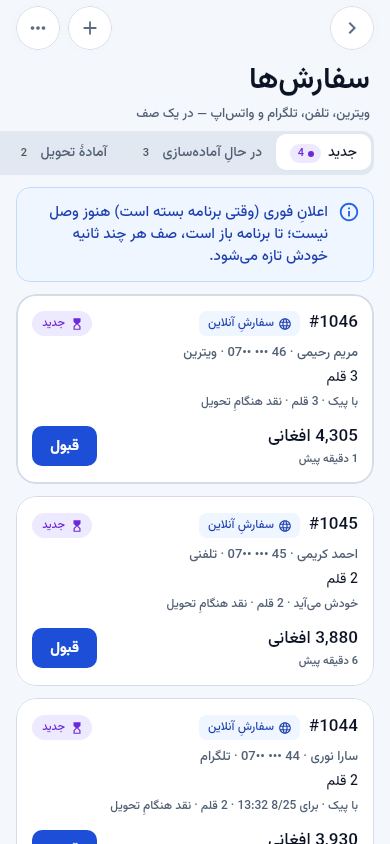 سفارش‌ها
ویترین، تلفن، تلگرام و واتس‌اپ — در یک صف
جدید 4
در حالِ آماده‌سازی 3
آمادهٔ تحویل 2
اعلانِ فوری (وقتی برنامه بسته است) هنوز وصل
نیست؛ تا برنامه باز است، صف هر چند ثانیه
خودش تازه می‌شود.
#1046 سفارشِ آنلاین جدید
مریم رحیمی · 07•• ••• 46 · ویترین
3 قلم
با پیک · 3 قلم · نقد هنگامِ تحویل
4,305 افغانی
1 دقیقه پیش
قبول
#1045 سفارشِ آنلاین جدید
احمد کریمی · 07•• ••• 45 · تلفنی
2 قلم
خودش می‌آید · 2 قلم · نقد هنگامِ تحویل
3,880 افغانی
6 دقیقه پیش
قبول
#1044 سفارشِ آنلاین جدید
سارا نوری · 07•• ••• 44 · تلگرام
2 قلم
با پیک · برای 8/25 13:32 · 2 قلم · نقد هنگامِ تحویل
3,930 افغانی